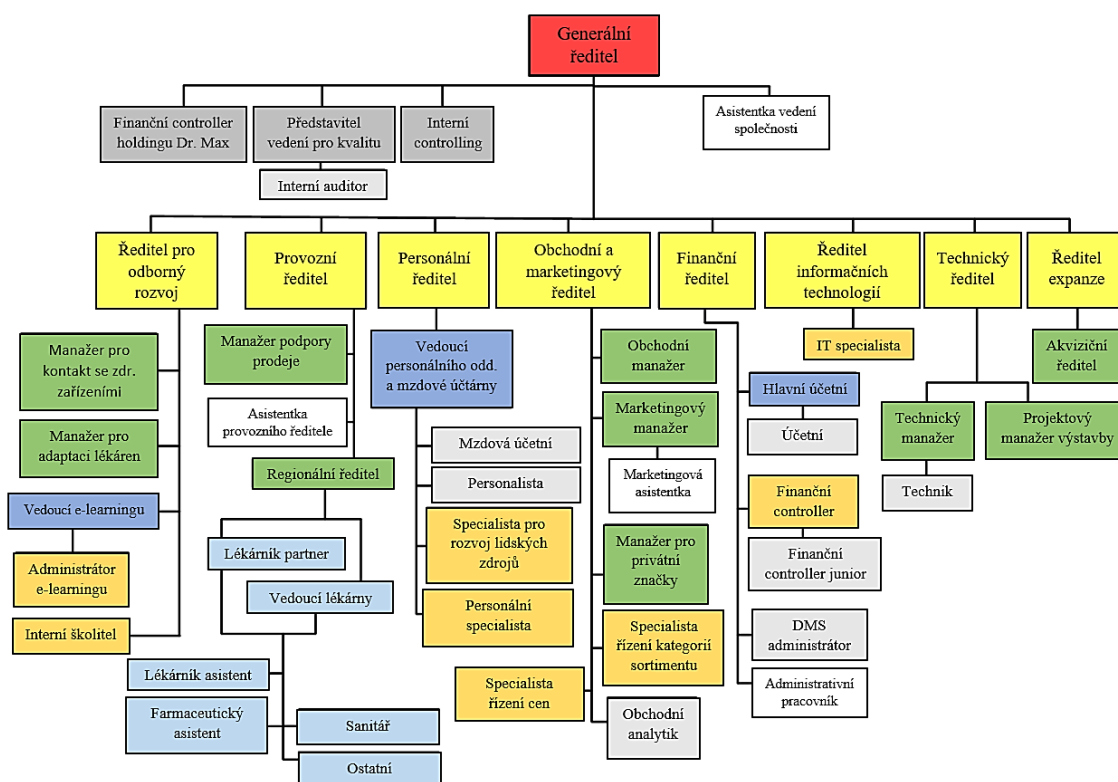 Generální
ředitel
Finanční controller
holdingu Dr. Max
Představitel
vedení pro kvalitu
Interní
controlling
Asistentka vedení
společnosti
Interní auditor
Ředitel pro
odborný
rozvoj
Provozní
ředitel
Personální
ředitel
Obchodní a
marketingový
ředitel
Finanční
ředitel
Ředitel
informačních
technologií
Technický
ředitel
Ředitel
expanze
Manažer pro
kontakt se zdr.
zařízeními
Manažer pro
adaptaci lékáren
Vedoucí e-learningu
Administrátor
e-learningu
Interní školitel
Manažer podpory
prodeje
Asistentka
provozního ředitele
Regionální ředitel
Lékárník partner
Vedoucí lékárny
Lékárník asistent
Farmaceutický
asistent
Sanitář
Ostatní
Vedoucí
personálního odd.
a mzdové účtárny
Mzdová účetní
Personalista
Specialista pro
rozvoj lidských
zdrojů
Personální
specialista
Obchodní
manažer
Marketingový
manažer
Marketingová
asistentka
Manažer pro
privátní
značky
Specialista
řízení kategorií
sortimentu
Specialista
řízení cen
Obchodní
analytik
Hlavní účetní
Účetní
Finanční
controller
Finanční
controller junior
DMS
administrátor
Administrativní
pracovník
IT specialista
Technický
manažer
Technik
Projektový
manažer výstavby
Akviziční
ředitel